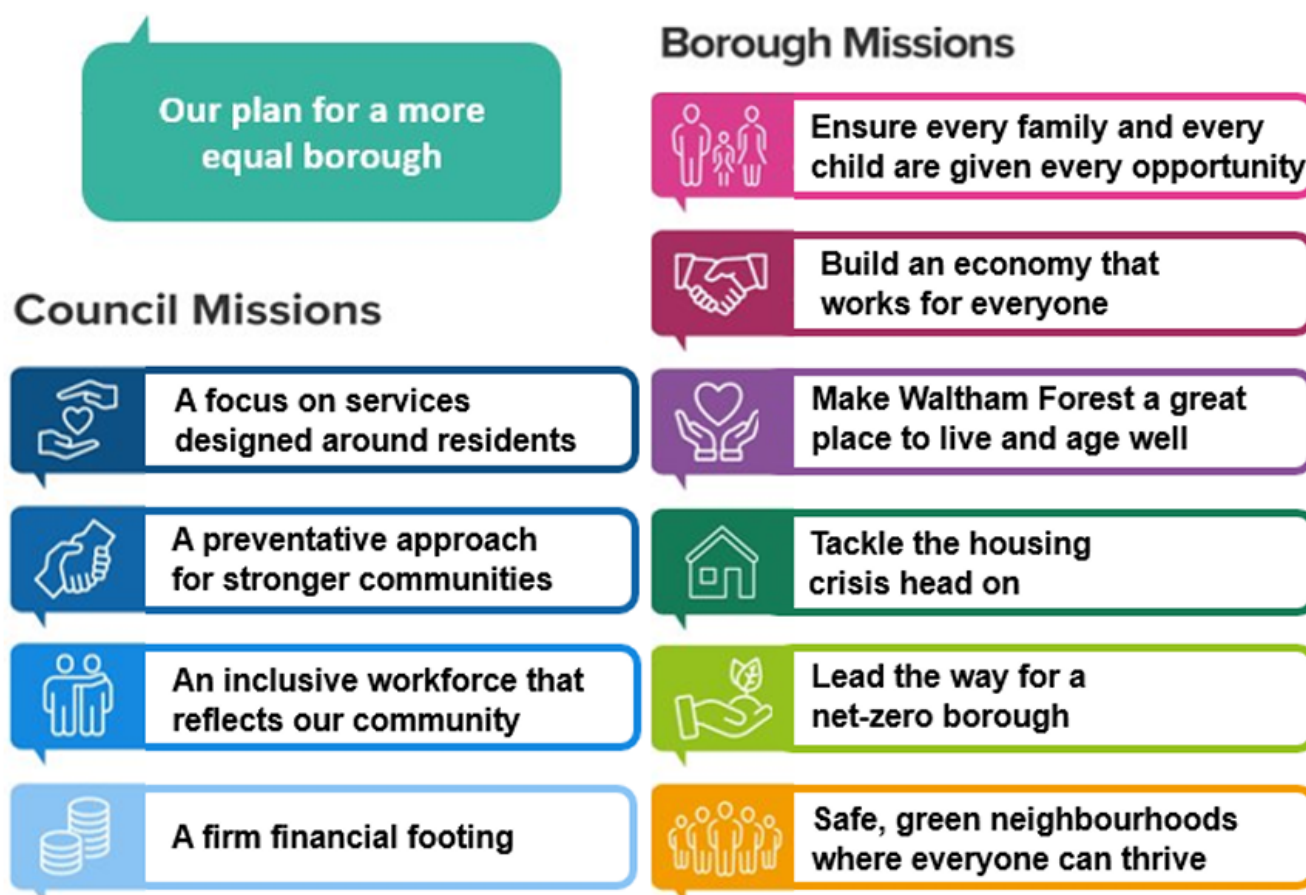 Our plan for a more
equal borough
Council Missions
A focus on services
designed around residents
A preventative approach
for stronger communities
An inclusive workforce that
reflects our community
A firm financial footing
Borough Missions
Ensure every family and every
child are given every opportunity
Build an economy that
works for everyone
Make Waltham Forest a great
place to live and age well
Tackle the housing
crisis head on
Lead the way for a
net-zero borough
Safe, green neighbourhoods
where everyone can thrive